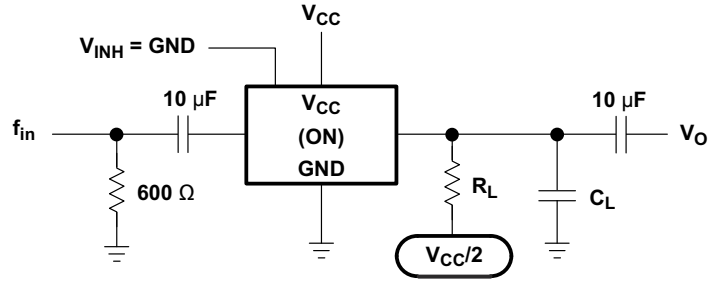 VCC
VINH = GND
10 µF
VCC
10 µF
fin
(ON)
VO
GND
600 Ω
RL
CL
VCC/2